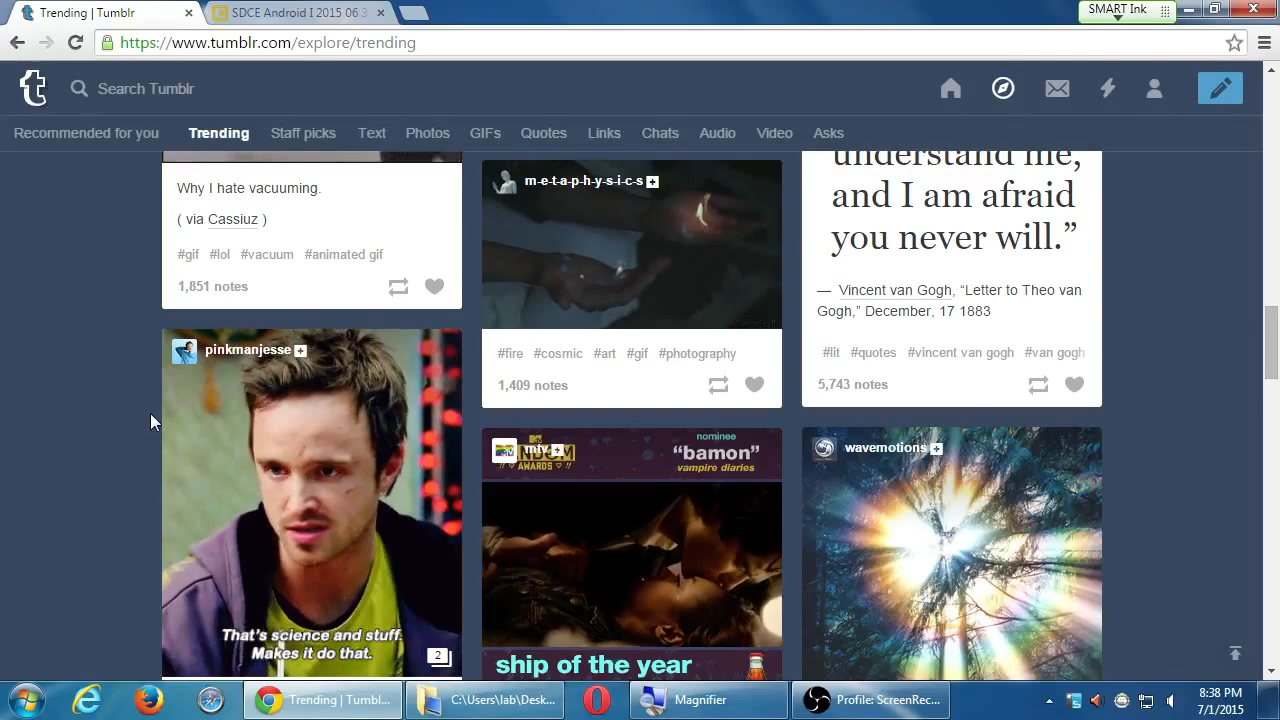 Trending | Tumblr
SDCE Android I 2015 06 3
SMART Ink
https://www.tumblr.com/explore/trending
Search Tumblr
Recommended for you
Trending
Staff picks
Text
Photos
GIFs
Quotes
Links
Chats
Audio
Video
Asks
Why I hate vacuuming.
( via Cassiuz )
#gif #lol #vacuum #animated gif
1,851 notes
pinkmanjesse
That's science and stuff.
Makes it do that.
2
m-e-t-a-p-h-y-s-i-c-s
#fire #cosmic #art #gif #photography
1,409 notes
mtv
AWARDS
nominee
“bamon”
vampire diaries
ship of the year
understand me,
and I am afraid
you never will.”
— Vincent van Gogh, “Letter to Theo van
Gogh,” December, 17 1883
#lit #quotes #vincent van gogh #van gogh
5,743 notes
wavemotions
Trending | Tumbl...
C:\Users\lab\Desk...
Magnifier
Profile: ScreenRec...
8:38 PM
7/1/2015